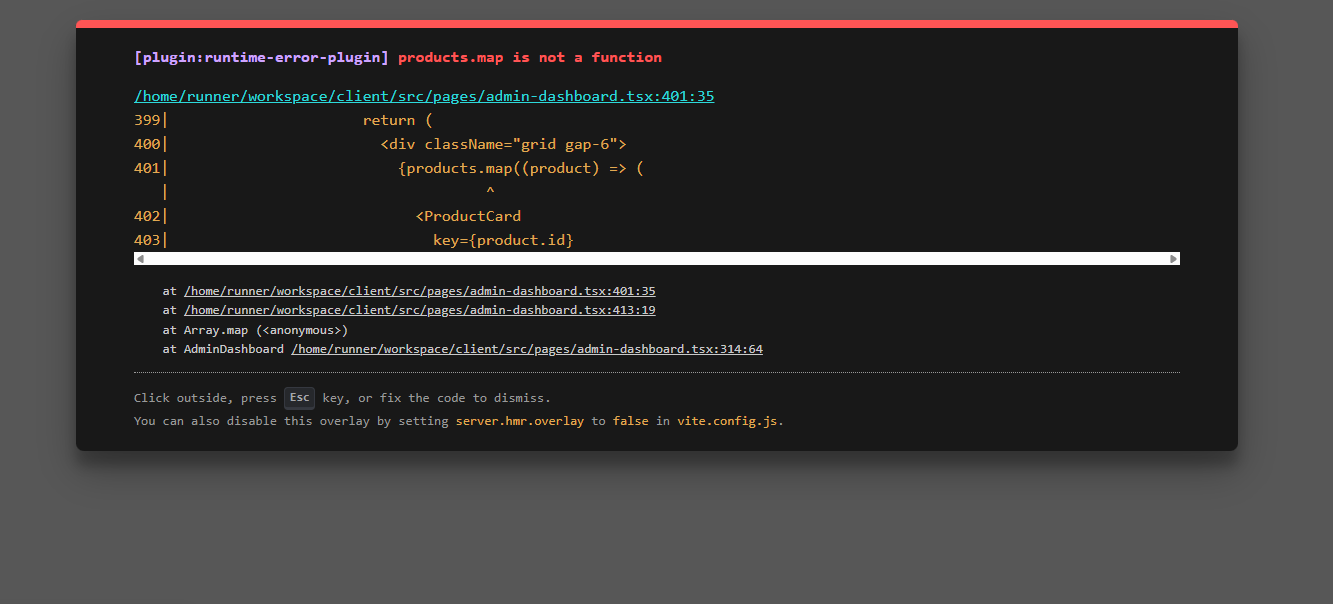 [plugin:runtime-error-plugin] products.map is not a function
/home/runner/workspace/client/src/pages/admin-dashboard.tsx:401:35
399|                      return (
400|                        <div className="grid gap-6">
401|                          {products.map((product) => (
   |                                    ^
402|                            <ProductCard
403|                              key={product.id}
at /home/runner/workspace/client/src/pages/admin-dashboard.tsx:401:35
at /home/runner/workspace/client/src/pages/admin-dashboard.tsx:413:19
at Array.map (<anonymous>)
at AdminDashboard /home/runner/workspace/client/src/pages/admin-dashboard.tsx:314:64
Click outside, press Esc key, or fix the code to dismiss.
You can also disable this overlay by setting server.hmr.overlay to false in vite.config.js.